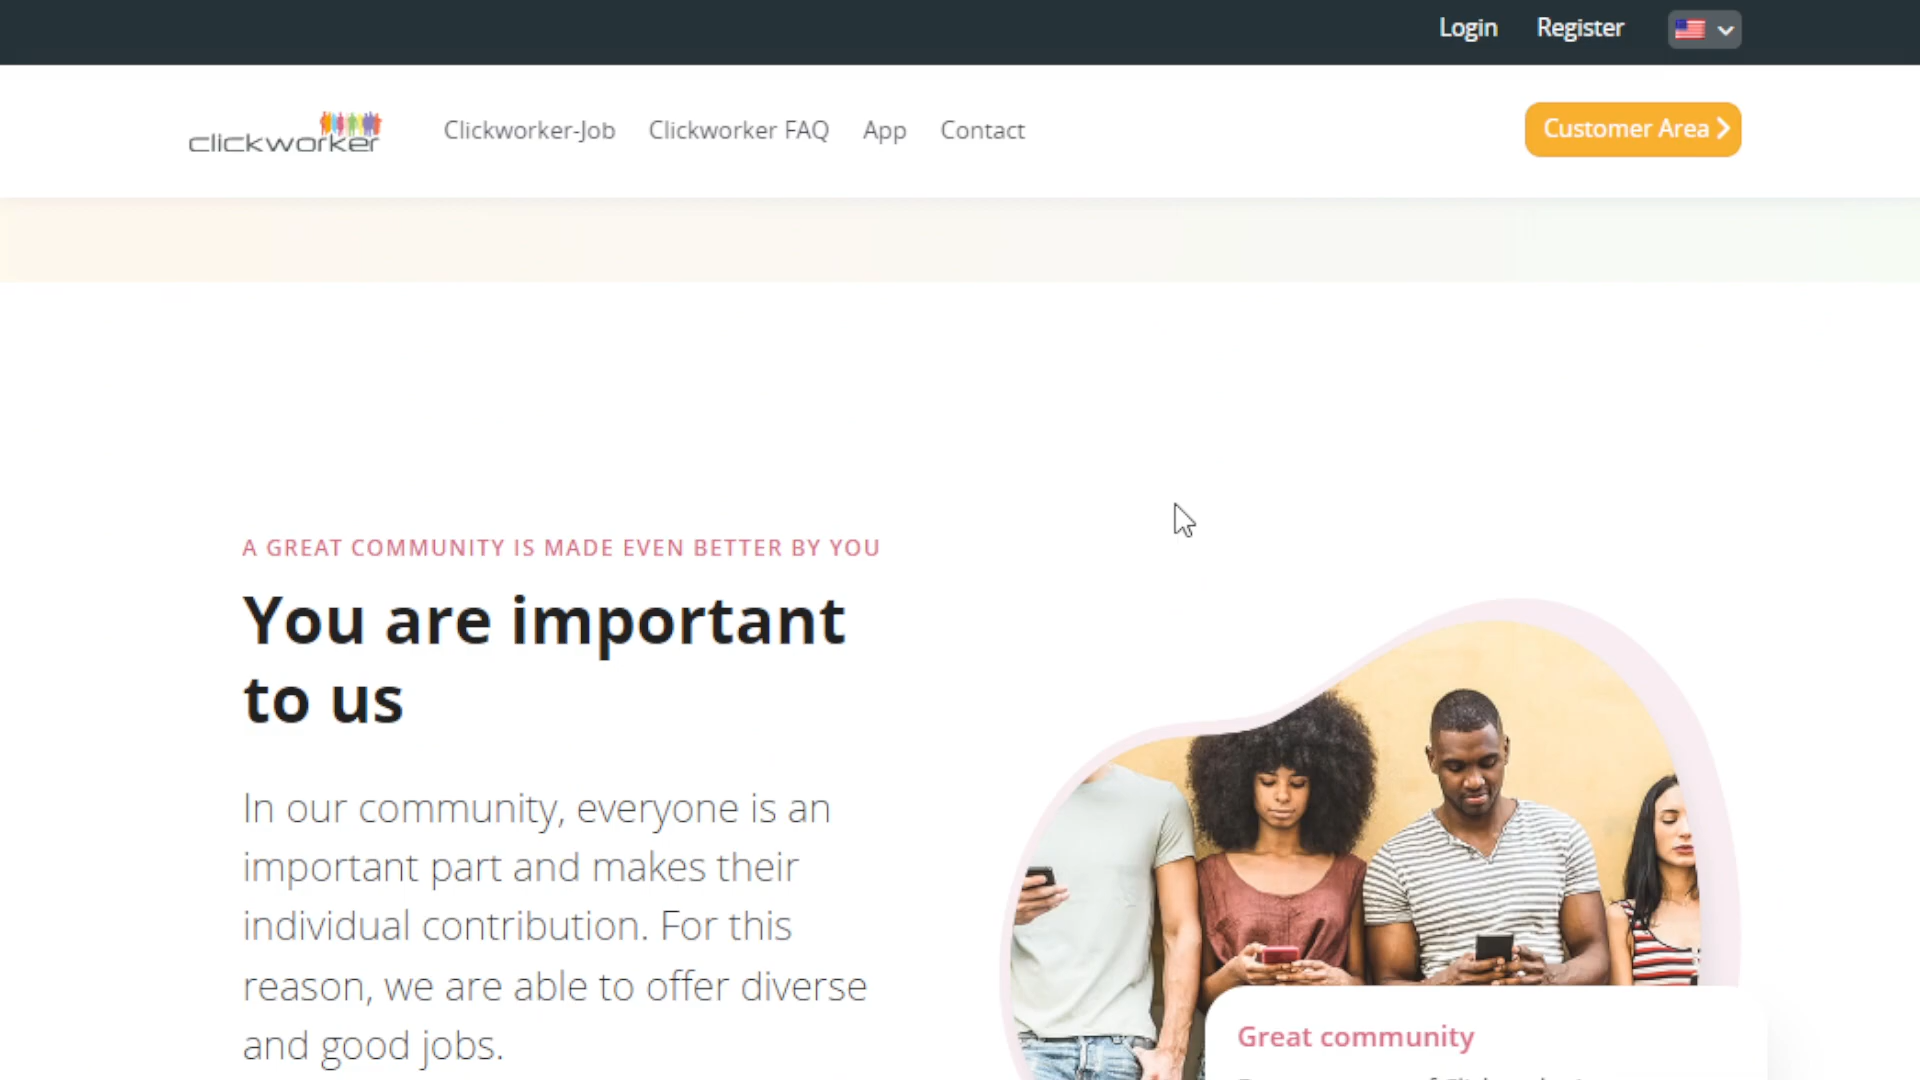 Login Register
clickworker Clickworker-Job Clickworker FAQ App Contact Customer Area
A GREAT COMMUNITY IS MADE EVEN BETTER BY YOU
You are important
to us
In our community, everyone is an
important part and makes their
individual contribution. For this
reason, we are able to offer diverse
and good jobs.
Great community